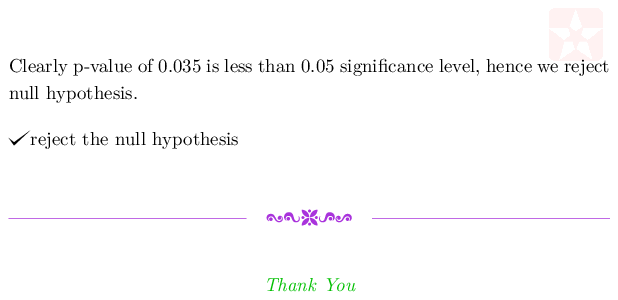 Clearly p-value of 0.035 is less than 0.05 significance level, hence we reject
null hypothesis.
✓reject the null hypothesis
Thank You